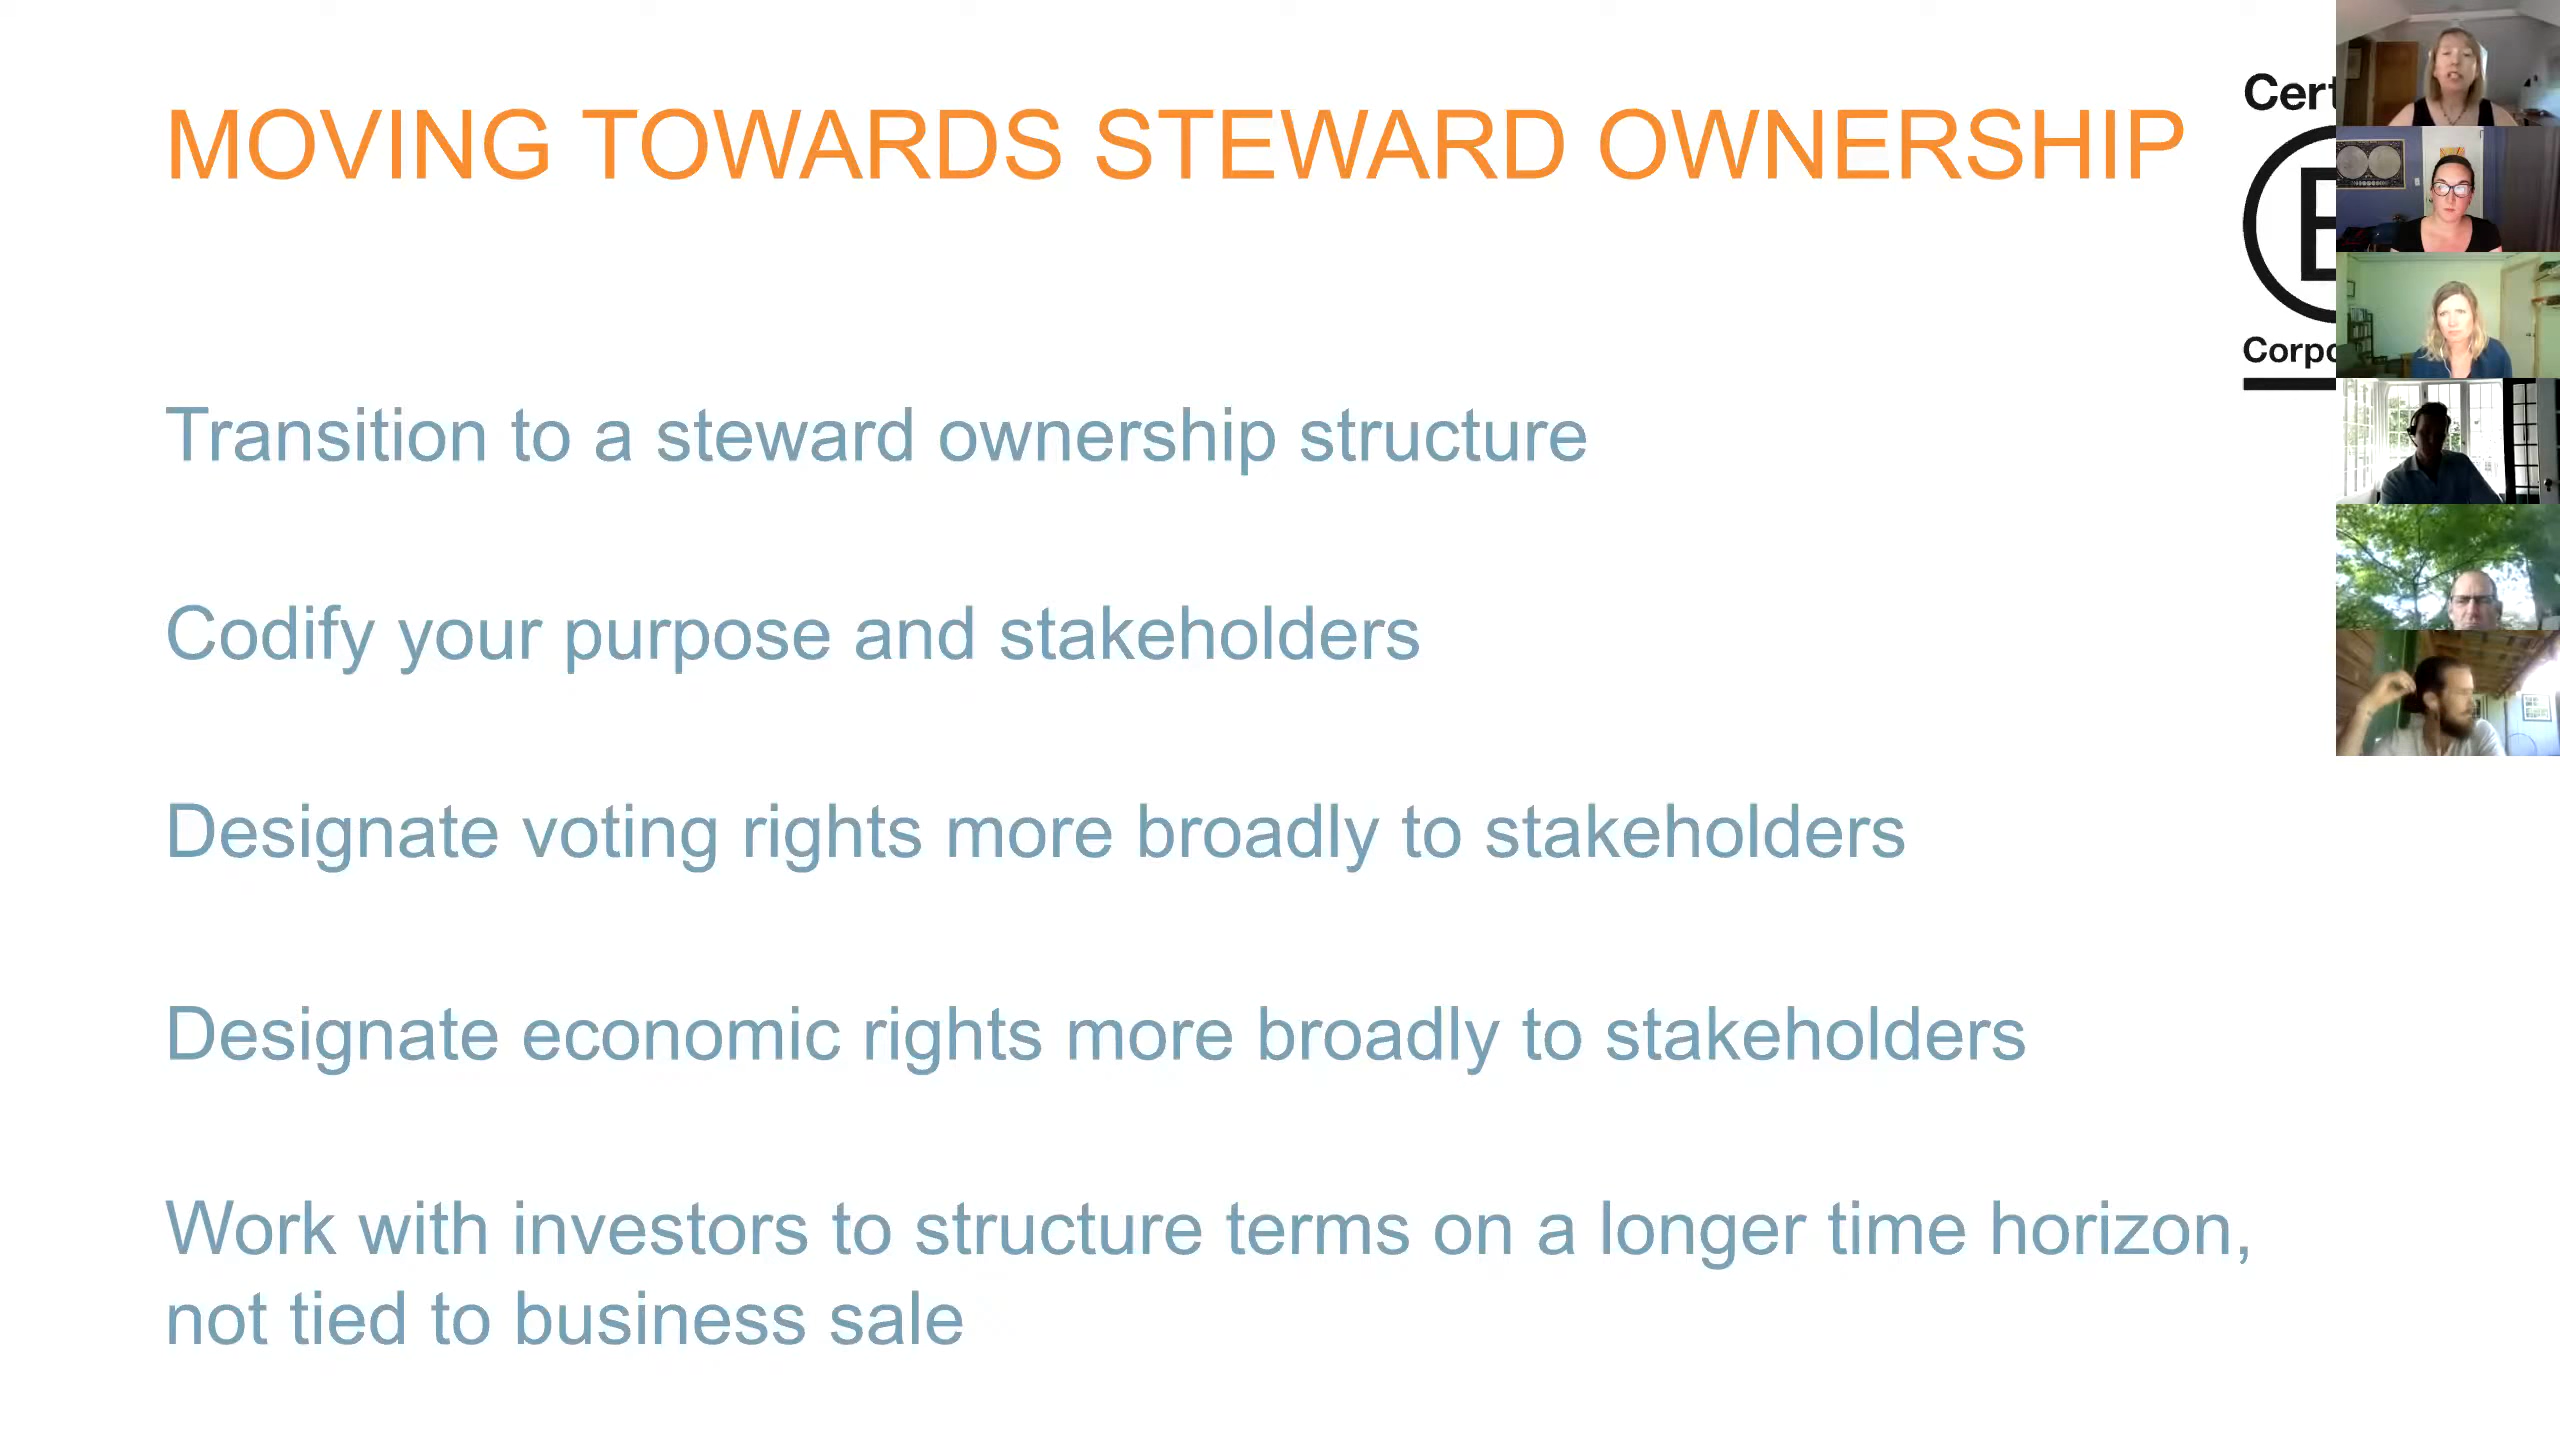 MOVING TOWARDS STEWARD OWNERSHIP
Transition to a steward ownership structure
Codify your purpose and stakeholders
Designate voting rights more broadly to stakeholders
Designate economic rights more broadly to stakeholders
Work with investors to structure terms on a longer time horizon,
not tied to business sale